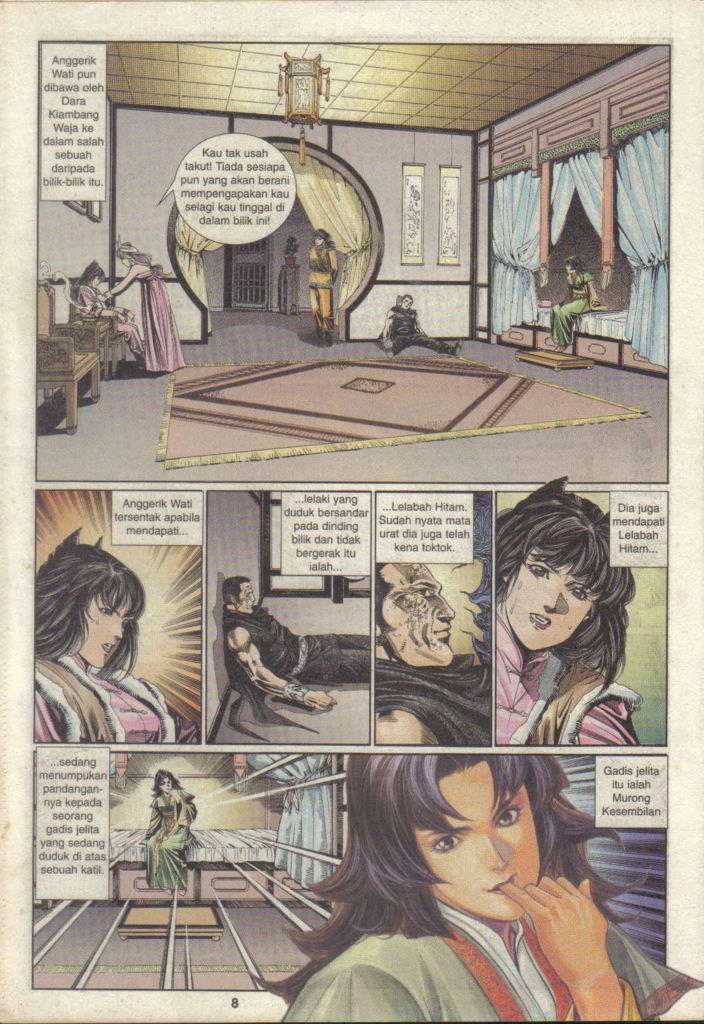 Anggerik
Wati pun
dibawa oleh
Dara
Kiambang
Waja ke
dalam salah
sebuah
daripada
bilik-bilik itu.
Kau tak usah
takut! Tiada sesiapa
pun yang akan berani
mempengapakan kau
selagi kau tinggal di
dalam bilik ini!
Anggerik Wati
tersentak apabila
mendapati...
...lelaki yang
duduk bersandar
pada dinding
bilik dan tidak
bergerak itu
ialah...
...Lelabah Hitam.
Sudah nyata mata
urat dia juga telah
kena toktok.
Dia juga
mendapati
Lelabah
Hitam...
...sedang
menumpukan
pandangan-
nya kepada
seorang
gadis jelita
yang sedang
duduk di atas
sebuah katil.
Gadis jelita
itu ialah
Murong
Kesembilan
8